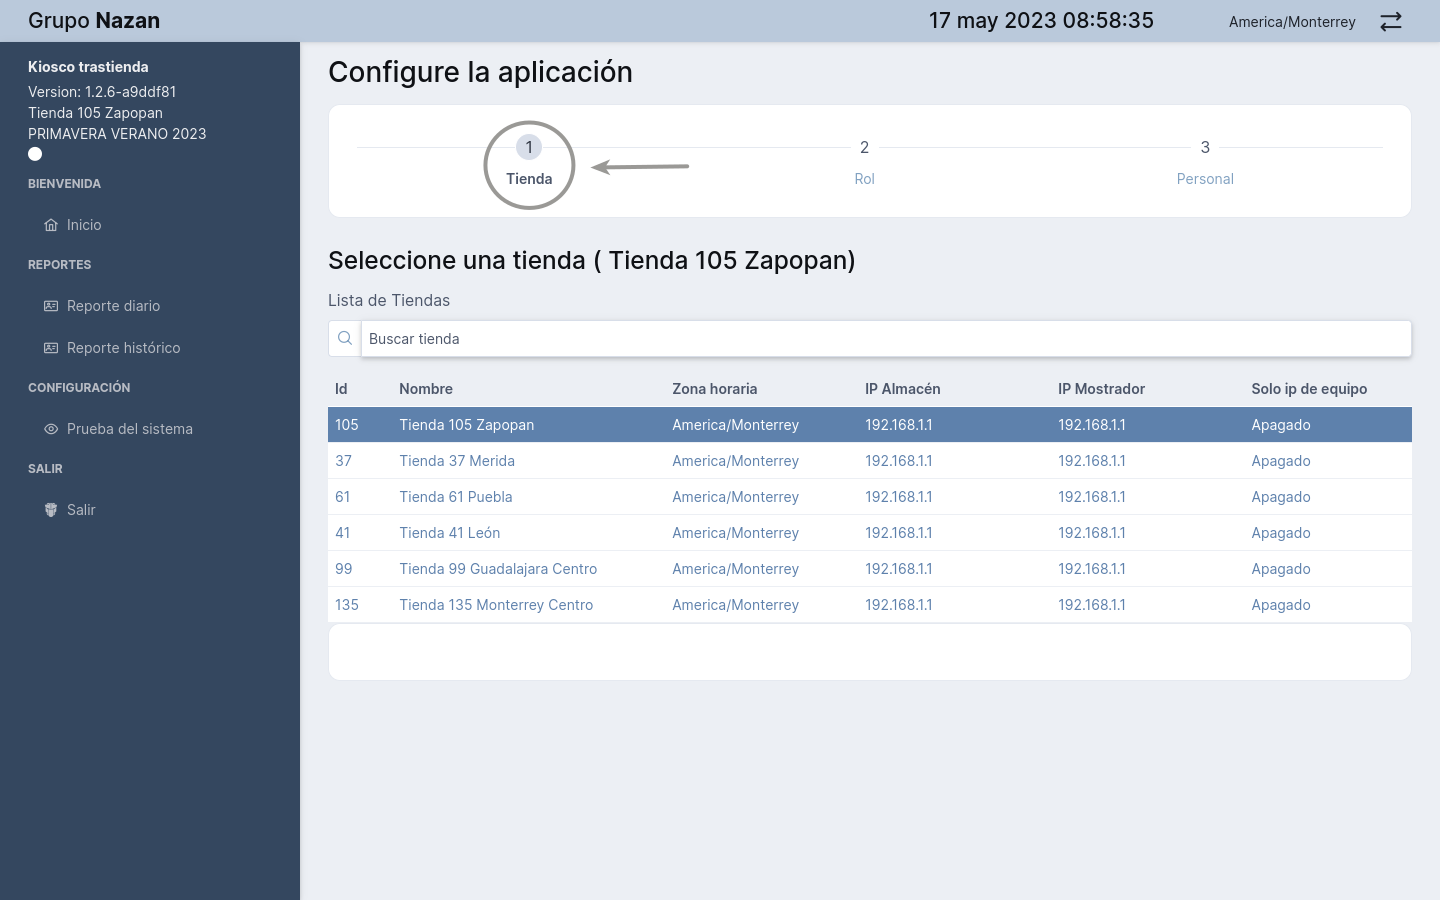 Grupo Nazan
17 may 2023 08:58:35
America/Monterrey
Kiosco trastienda
Version: 1.2.6-a9ddf81
Tienda 105 Zapopan
PRIMAVERA VERANO 2023
BIENVENIDA
Inicio
REPORTES
Reporte diario
Reporte histórico
CONFIGURACIÓN
Prueba del sistema
SALIR
Salir
Configure la aplicación
1 2 3
Tienda Rol Personal
Seleccione una tienda ( Tienda 105 Zapopan)
Lista de Tiendas
Buscar tienda
Id Nombre Zona horaria IP Almacén IP Mostrador Solo ip de equipo
105 Tienda 105 Zapopan America/Monterrey 192.168.1.1 192.168.1.1 Apagado
37 Tienda 37 Merida America/Monterrey 192.168.1.1 192.168.1.1 Apagado
61 Tienda 61 Puebla America/Monterrey 192.168.1.1 192.168.1.1 Apagado
41 Tienda 41 León America/Monterrey 192.168.1.1 192.168.1.1 Apagado
99 Tienda 99 Guadalajara Centro America/Monterrey 192.168.1.1 192.168.1.1 Apagado
135 Tienda 135 Monterrey Centro America/Monterrey 192.168.1.1 192.168.1.1 Apagado